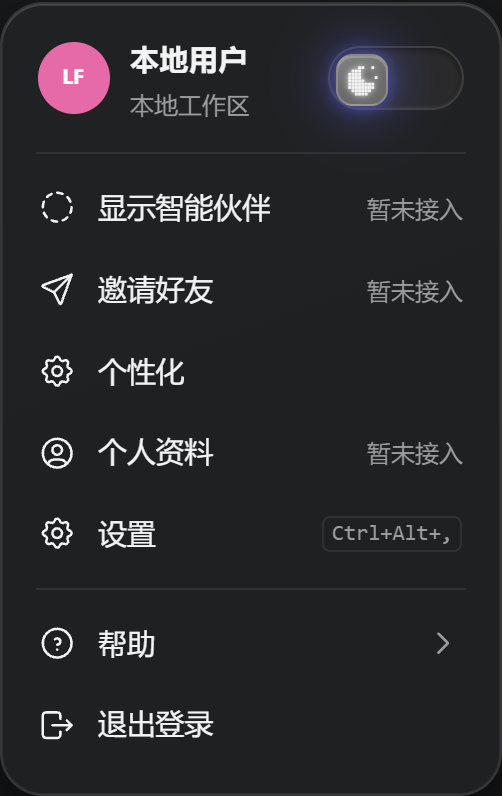 LF
本地用户
本地工作区
显示智能伙伴 暂未接入
邀请好友 暂未接入
个性化
个人资料 暂未接入
设置 Ctrl+Alt+,
帮助
退出登录